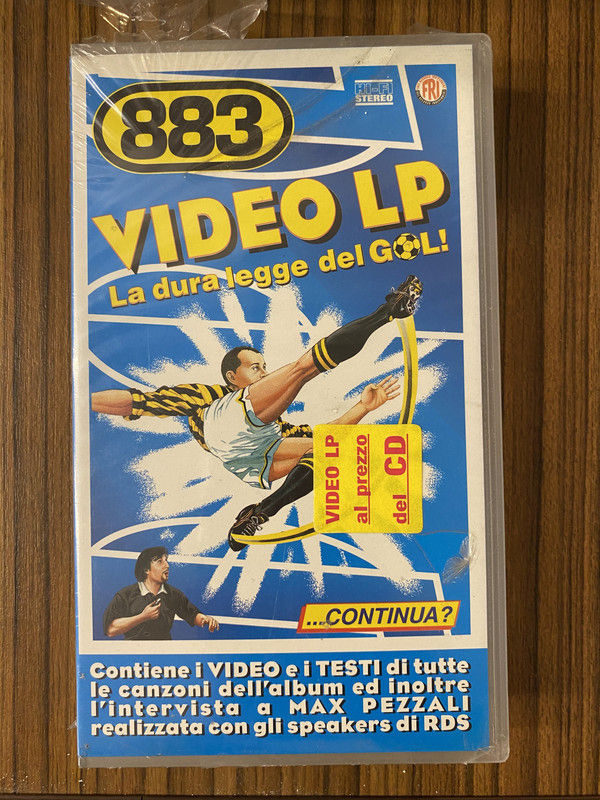 883
HI-FI
STEREO
FRI
VIDEO LP
La dura legge del GOL!
VIDEO LP
al prezzo
del CD
...CONTINUA?
Contiene i VIDEO e i TESTI di tutte
le canzoni dell'album ed inoltre
l'intervista a MAX PEZZALI
realizzata con gli speakers di RDS